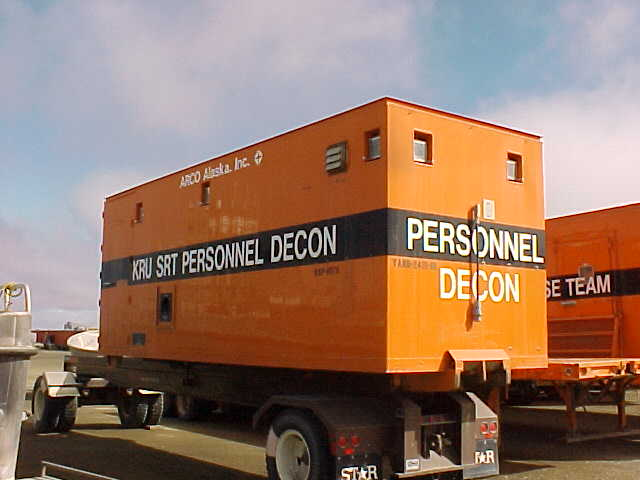 ARCO Alaska, Inc.
KRU SRT PERSONNEL DECON
PERSONNEL
DECON
SE TEAM
STAR